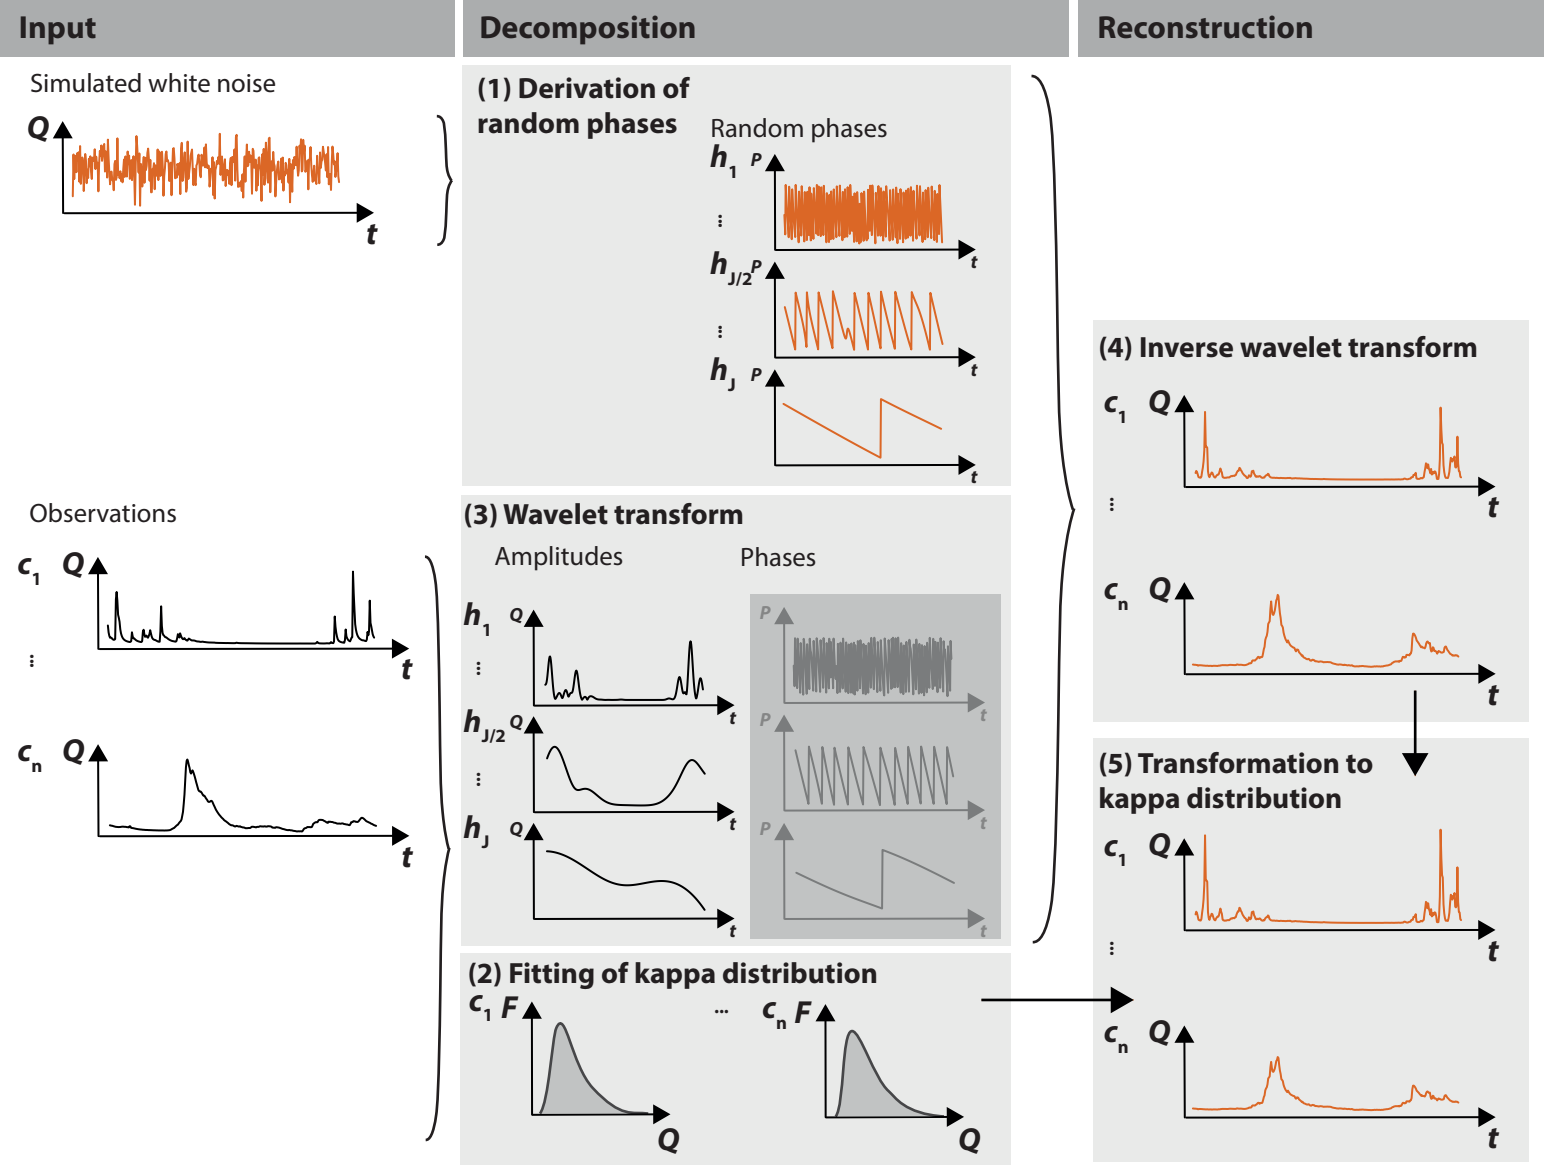 Input
Decomposition
Reconstruction
Simulated white noise
Q
t
(1) Derivation of
random phases
Random phases
h1 P
t
⋮
hJ/2 P
t
⋮
hJ P
t
Observations
c1 Q
t
⋮
cn Q
t
(3) Wavelet transform
Amplitudes
Phases
h1 Q
t
P
t
⋮
hJ/2 Q
t
P
t
⋮
hJ Q
t
P
t
(2) Fitting of kappa distribution
c1 F
Q
...
cn F
Q
(4) Inverse wavelet transform
c1 Q
t
⋮
cn Q
t
(5) Transformation to
kappa distribution
c1 Q
t
⋮
cn Q
t